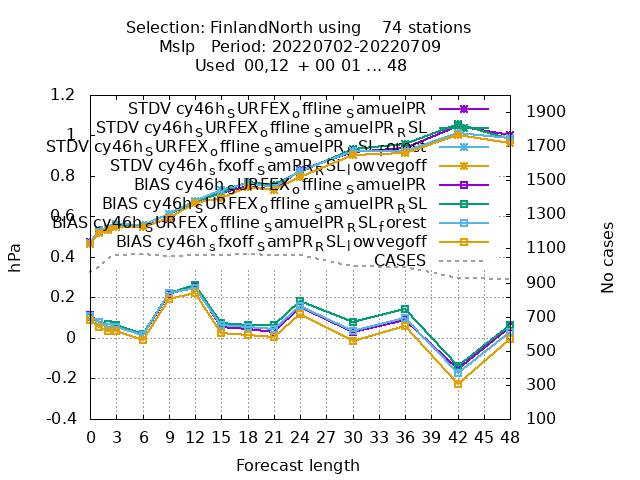 Selection: FinlandNorth using 74 stations
Mslp Period: 20220702-20220709
Used 00,12 + 00 01 ... 48
STDV cy46h_SURFEX_offline_SamuelPR
STDV cy46h_SURFEX_offline_SamuelPR_RSL
STDV cy46h_SURFEX_offline_SamuelPR_RSL_forest
STDV cy46h_sfxoff_SamPR_RSL_lowvegoff
BIAS cy46h_SURFEX_offline_SamuelPR
BIAS cy46h_SURFEX_offline_SamuelPR_RSL
BIAS cy46h_SURFEX_offline_SamuelPR_RSL_forest
BIAS cy46h_sfxoff_SamPR_RSL_lowvegoff
CASES
1.2
1
0.8
0.6
0.4
0.2
0
-0.2
-0.4
hPa
1900
1700
1500
1300
1100
900
700
500
300
100
No cases
0 3 6 9 12 15 18 21 24 27 30 33 36 39 42 45 48
Forecast length